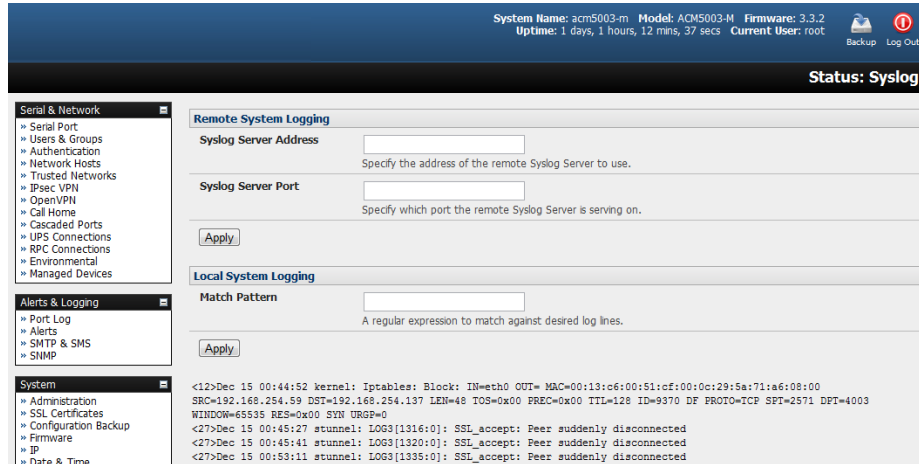 System Name: acm5003-m Model: ACM5003-M Firmware: 3.3.2
Uptime: 1 days, 1 hours, 12 mins, 37 secs Current User: root
Backup Log Out
Status: Syslog
Serial & Network
» Serial Port
» Users & Groups
» Authentication
» Network Hosts
» Trusted Networks
» IPsec VPN
» OpenVPN
» Call Home
» Cascaded Ports
» UPS Connections
» RPC Connections
» Environmental
» Managed Devices
Alerts & Logging
» Port Log
» Alerts
» SMTP & SMS
» SNMP
System
» Administration
» SSL Certificates
» Configuration Backup
» Firmware
» IP
» Date & Time
Remote System Logging
Syslog Server Address
Specify the address of the remote Syslog Server to use.
Syslog Server Port
Specify which port the remote Syslog Server is serving on.
Apply
Local System Logging
Match Pattern
A regular expression to match against desired log lines.
Apply
<12>Dec 15 00:44:52 kernel: Iptables: Block: IN=eth0 OUT= MAC=00:13:c6:00:51:cf:00:0c:29:5a:71:a6:08:00
SRC=192.168.254.59 DST=192.168.254.137 LEN=48 TOS=0x00 PREC=0x00 TTL=128 ID=9370 DF PROTO=TCP SPT=2571 DPT=4003
WINDOW=65535 RES=0x00 SYN URGP=0
<27>Dec 15 00:45:27 stunnel: LOG3[1316:0]: SSL_accept: Peer suddenly disconnected
<27>Dec 15 00:45:41 stunnel: LOG3[1320:0]: SSL_accept: Peer suddenly disconnected
<27>Dec 15 00:53:11 stunnel: LOG3[1335:0]: SSL_accept: Peer suddenly disconnected